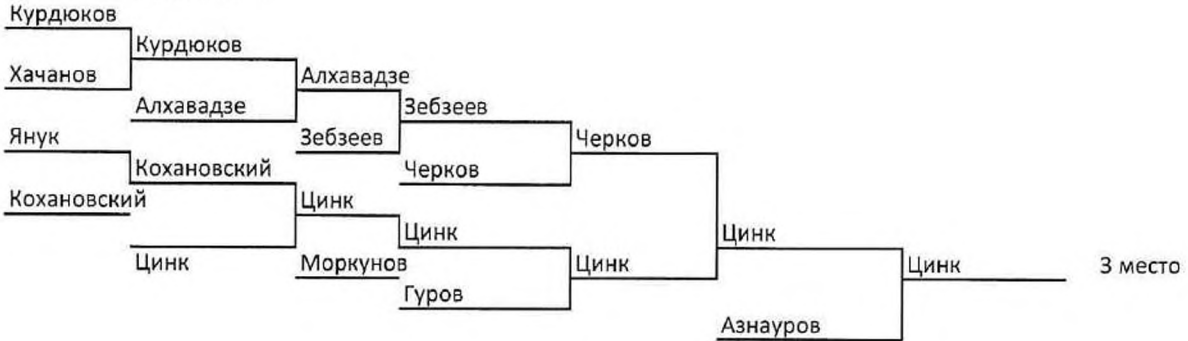 Курдюков
Курдюков
Хачанов
Алхавадзе
Алхавадзе
Зебзеев
Янук
Зебзеев
Черков
Кохановский
Черков
Кохановский
Цинк
Цинк
Цинк
Цинк
Моркунов
Цинк
Цинк
3 место
Гуров
Азнауров